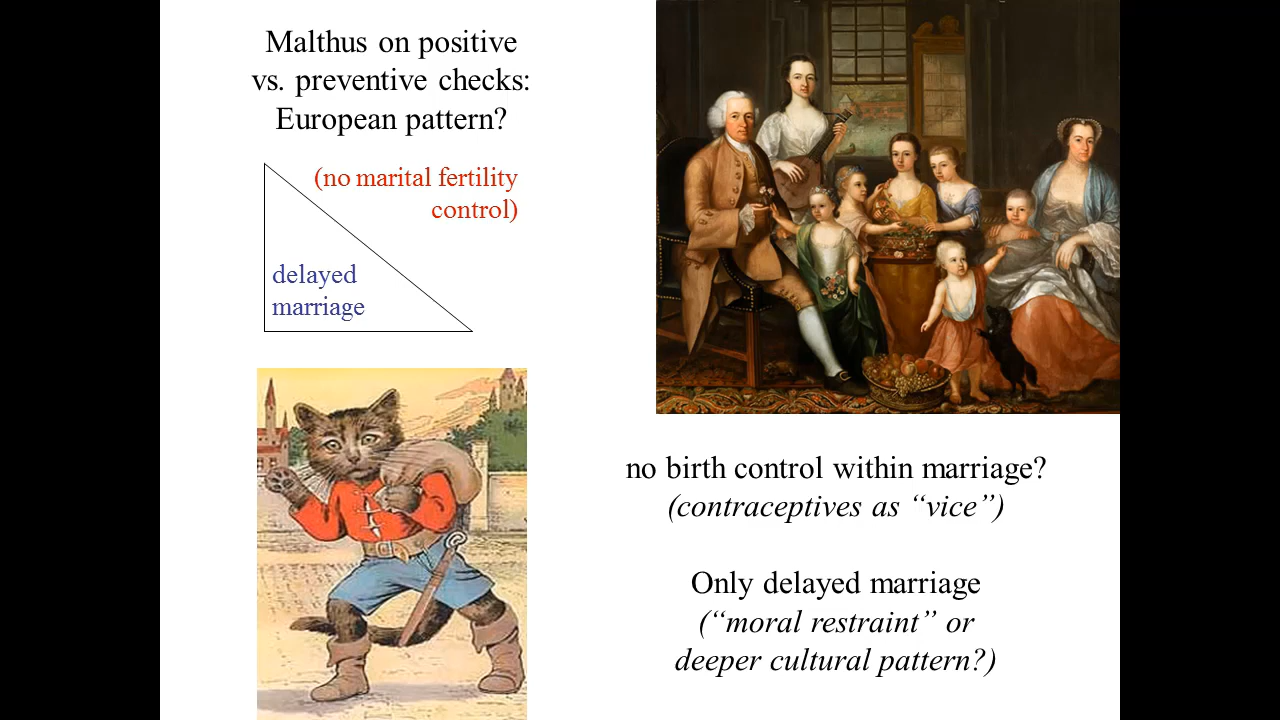 Malthus on positive
vs. preventive checks:
European pattern?
(no marital fertility
control)
delayed
marriage
no birth control within marriage?
(contraceptives as “vice”)
Only delayed marriage
(“moral restraint” or
deeper cultural pattern?)